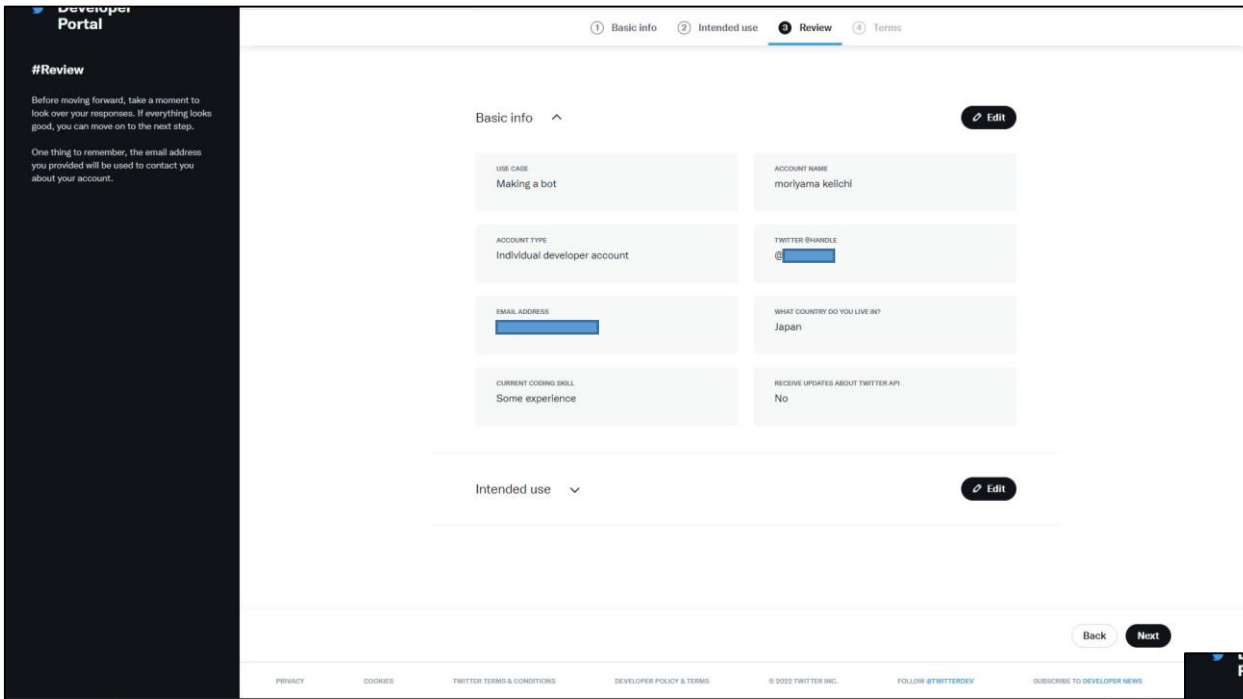 Developer
Portal
1 Basic info 2 Intended use 3 Review 4 Terms
#Review
Before moving forward, take a moment to
look over your responses. If everything looks
good, you can move on to the next step.
One thing to remember, the email address
you provided will be used to contact you
about your account.
Basic info
Edit
USE CASE
Making a bot
ACCOUNT NAME
moriyama keiichi
ACCOUNT TYPE
Individual developer account
TWITTER @HANDLE
@
EMAIL ADDRESS
WHAT COUNTRY DO YOU LIVE IN?
Japan
CURRENT CODING SKILL
Some experience
RECEIVE UPDATES ABOUT TWITTER API
No
Intended use
Edit
Back Next
PRIVACY COOKIES TWITTER TERMS & CONDITIONS DEVELOPER POLICY & TERMS © 2022 TWITTER INC. FOLLOW @TWITTERDEV SUBSCRIBE TO DEVELOPER NEWS